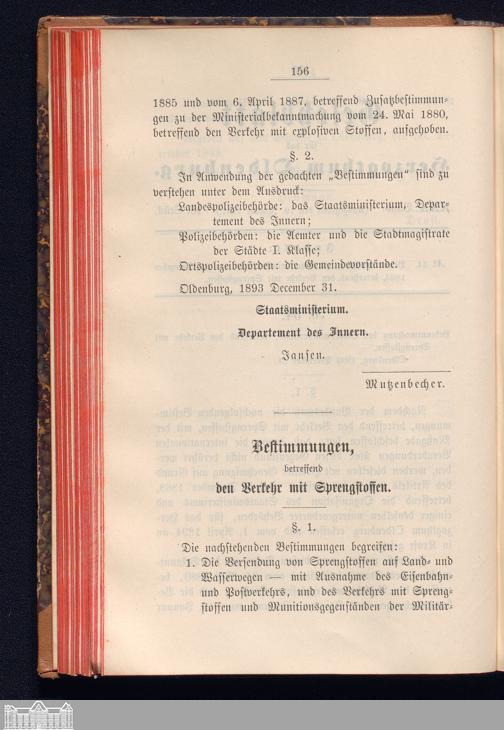 156
1885 und vom 6. April 1887, betreffend Zusatzbestimmun-
gen zu der Ministerialbekanntmachung vom 24. Mai 1880,
betreffend den Verkehr mit explosiven Stoffen, aufgehoben.
§. 2.
In Anwendung der gedachten „Bestimmungen" sind zu
verstehen unter dem Ausdruck:
Landespolizeibehörde: das Staatsministerium, Depar-
tement des Innern;
Polizeibehörden: die Aemter und die Stadtmagistrate
der Städte I. Klasse;
Ortspolizeibehörden: die Gemeindevorstände.
Oldenburg, 1893 December 31.
Staatsministerium.
Departement des Innern.
Jansen.
Mutzenbecher.
Bestimmungen,
betreffend
den Verkehr mit Sprengstoffen.
§. 1.
Die nachstehenden Bestimmungen begreifen:
1. Die Versendung von Sprengstoffen auf Land- und
Wasserwegen — mit Ausnahme des Eisenbahn-
und Postverkehrs, und des Verkehrs mit Spreng-
stoffen und Munitionsgegenständen der Militär-